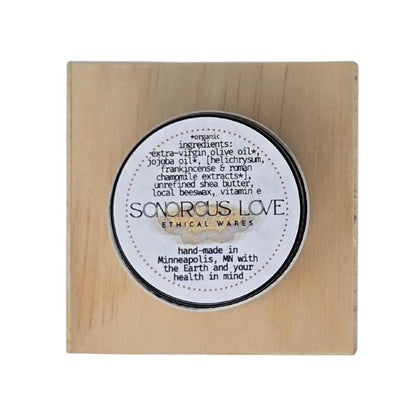 *organic
ingredients:
extra-virgin olive oil*,
jojoba oil*, [helichrysum,
frankincense & roman
chamomile extracts*],
unrefined shea butter,
local beeswax, vitamin e
SONOROUS LOVE
ETHICAL WARES
hand-made in
Minneapolis, MN with
the Earth and your
health in mind